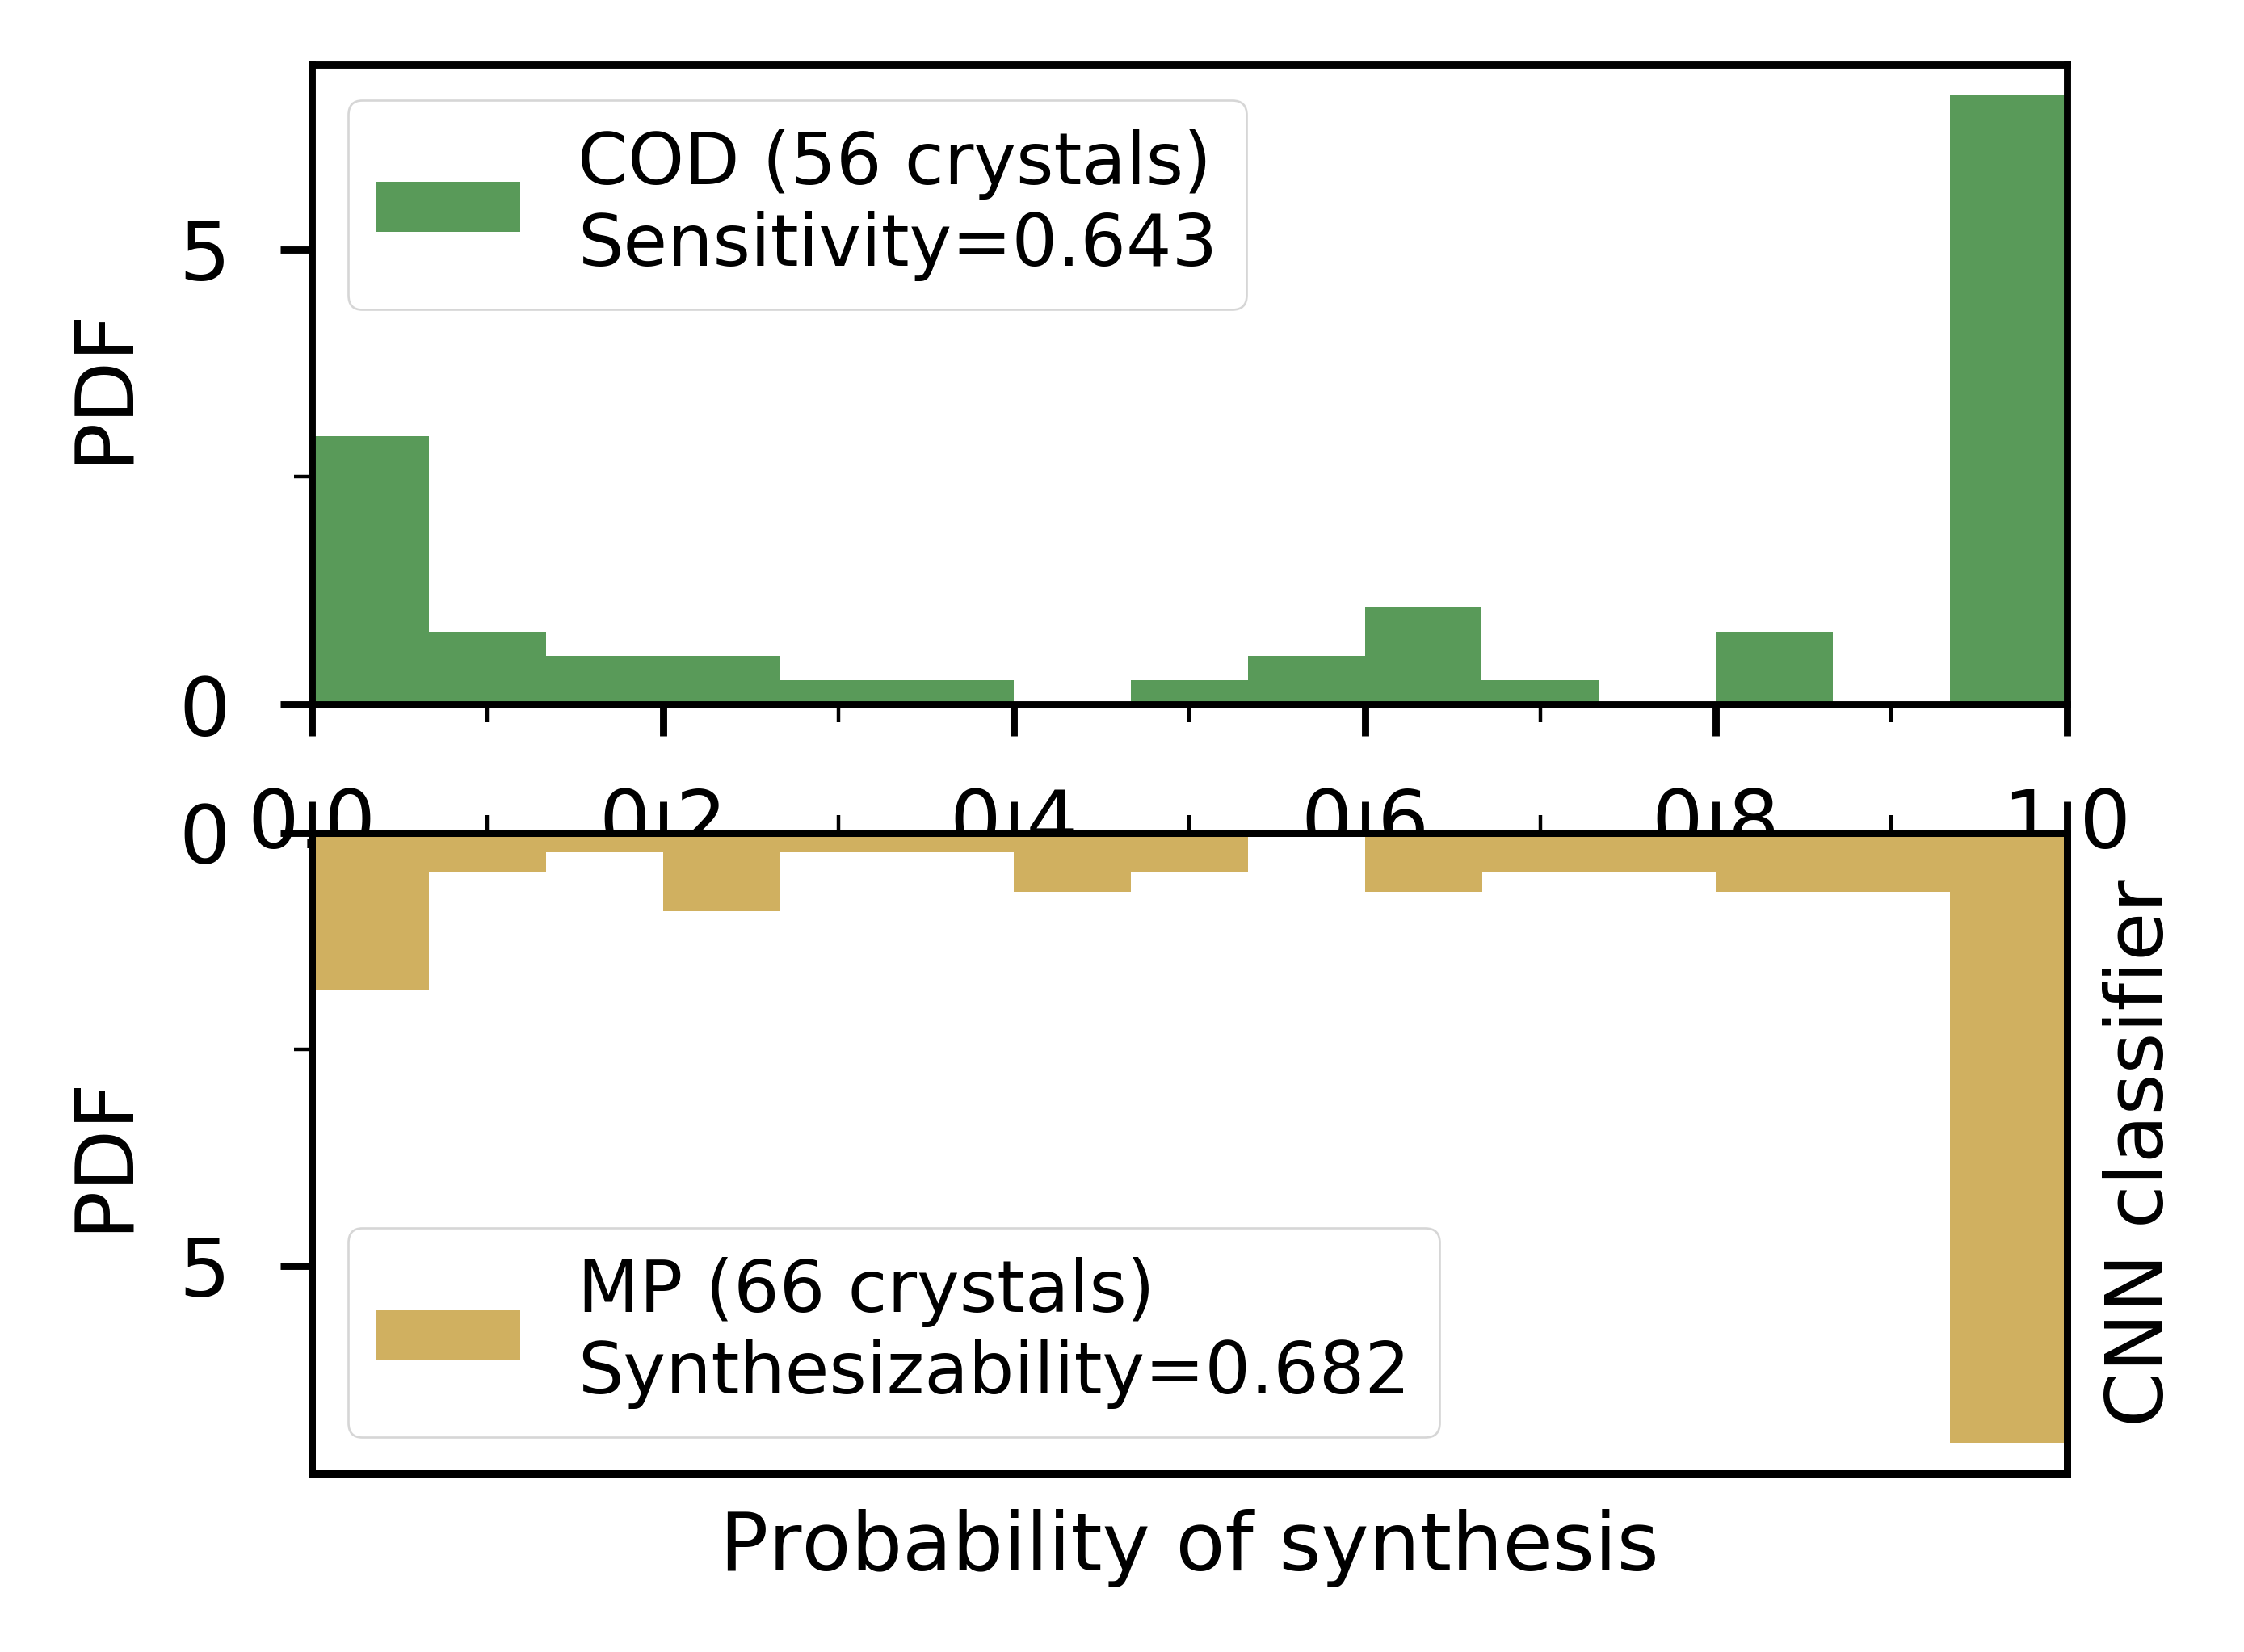 COD (56 crystals)
Sensitivity=0.643
5
PDF
0
0.0 0.2 0.4 0.6 0.8 1.0
0
PDF
5
MP (66 crystals)
Synthesizability=0.682
CNN classifier
Probability of synthesis